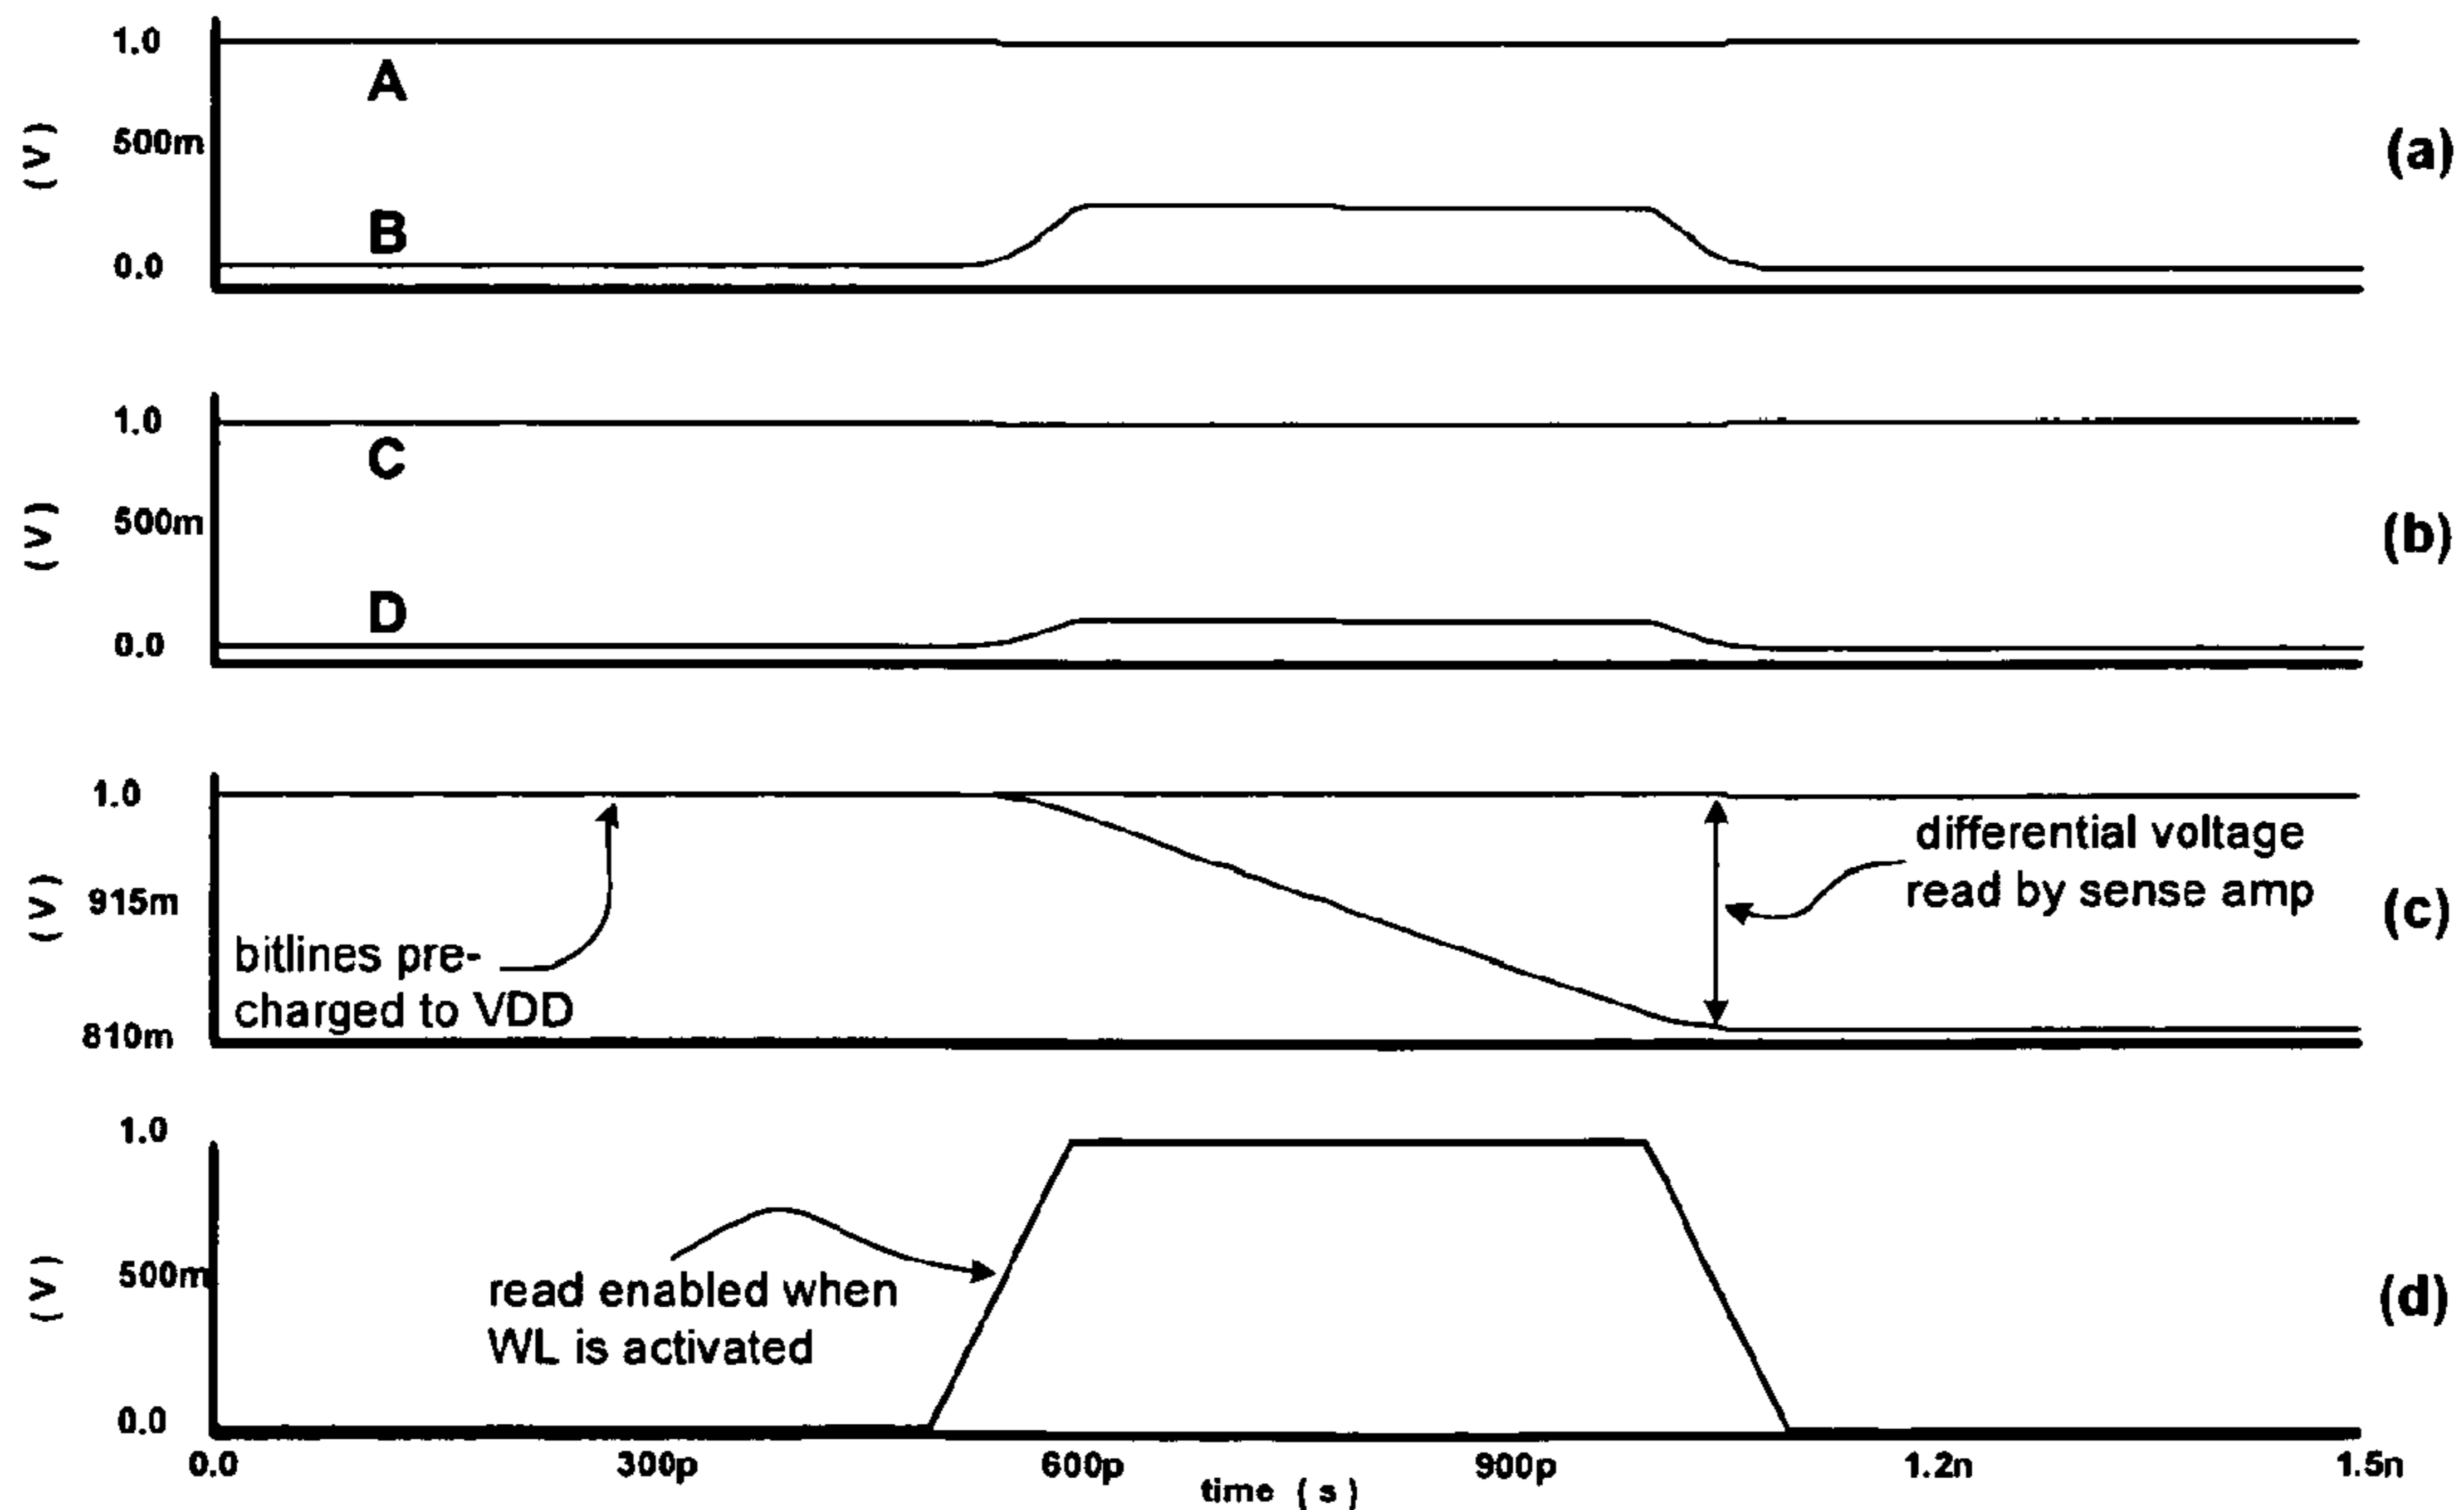 1.0
A
(V)
500m
(a)
B
0.0
1.0
C
(V)
500m
(b)
D
0.0
1.0
differential voltage
read by sense amp
(V)
915m
(c)
bitlines pre-
charged to VDD
810m
1.0
(V)
500m
read enabled when
WL is activated
(d)
0.0
0.0 300p 600p 900p 1.2n 1.5n
time (s)